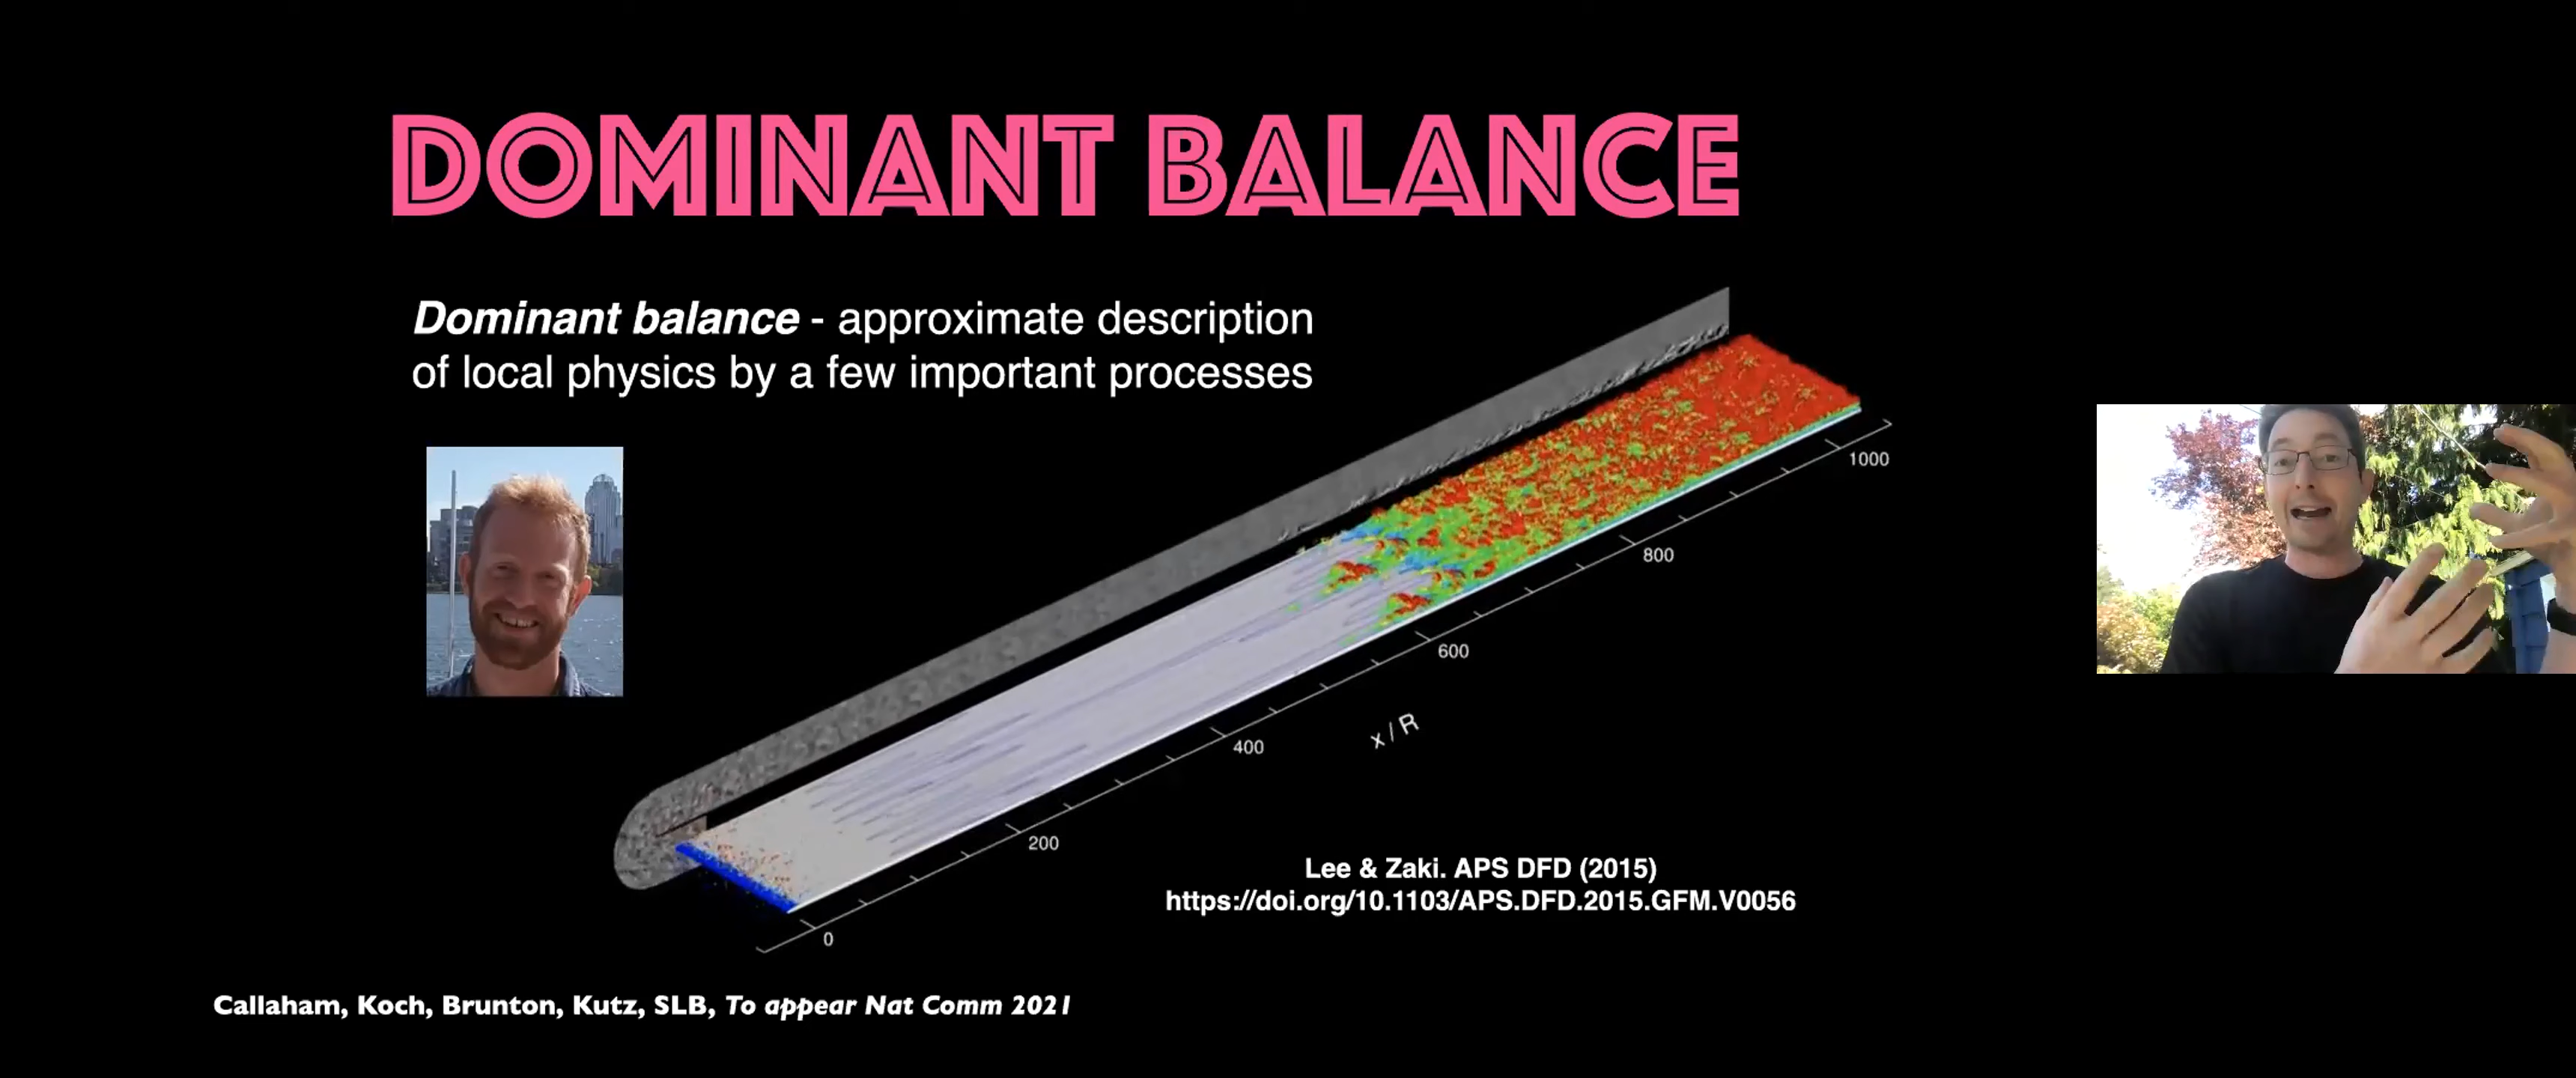 DOMINANT BALANCE
Dominant balance - approximate description
of local physics by a few important processes
1000
800
600
x / R
400
200
0
Lee & Zaki. APS DFD (2015)
https://doi.org/10.1103/APS.DFD.2015.GFM.V0056
Callaham, Koch, Brunton, Kutz, SLB, To appear Nat Comm 2021